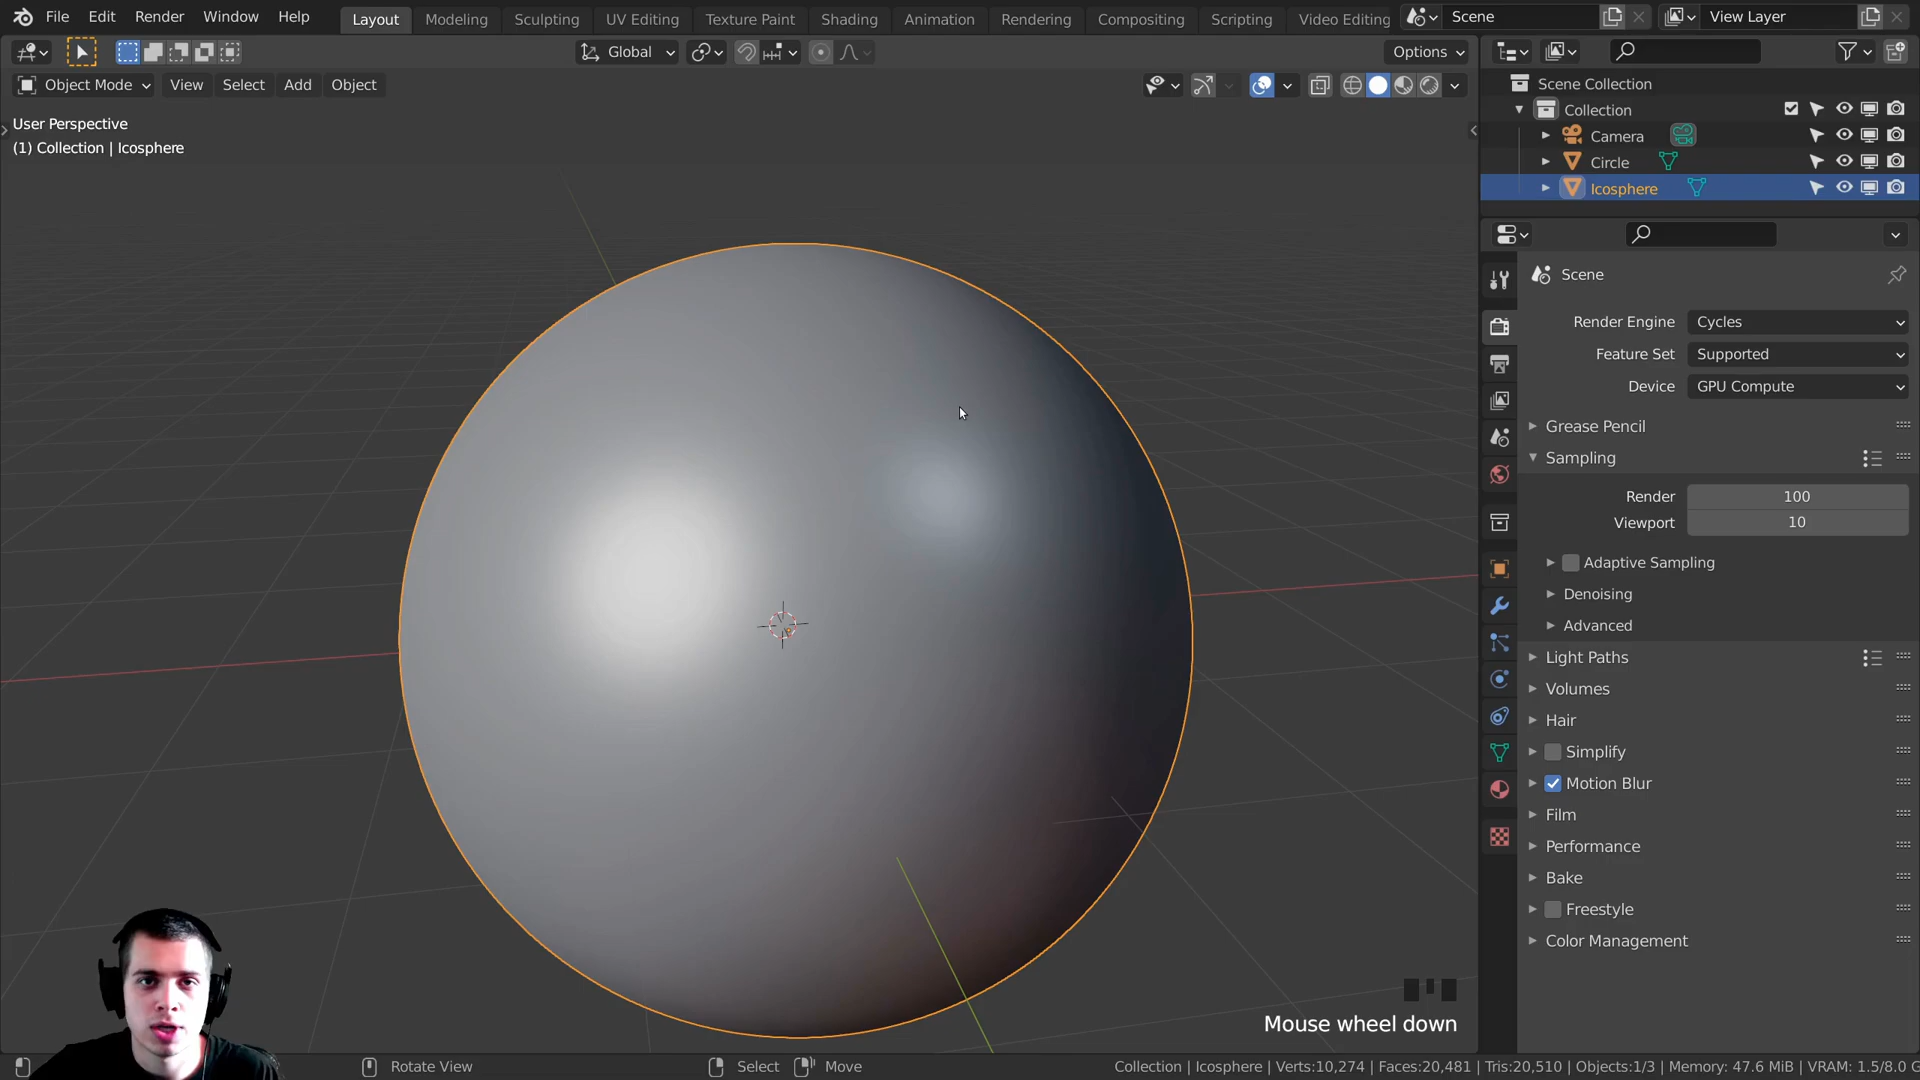 File Edit Render Window Help Layout Modeling Sculpting UV Editing Texture Paint Shading Animation Rendering Compositing Scripting Video Editing Scene View Layer
Global Options
Object Mode View Select Add Object
User Perspective
(1) Collection | Icosphere
Scene Collection
Collection
Camera
Circle
Icosphere
Scene
Render Engine Cycles
Feature Set Supported
Device GPU Compute
Grease Pencil
Sampling
Render 100
Viewport 10
Adaptive Sampling
Denoising
Advanced
Light Paths
Volumes
Hair
Simplify
Motion Blur
Film
Performance
Bake
Freestyle
Color Management
Mouse wheel down
Rotate View Select Move Collection | Icosphere | Verts:10,274 | Faces:20,481 | Tris:20,510 | Objects:1/3 | Memory: 47.6 MiB | VRAM: 1.5/8.0 G